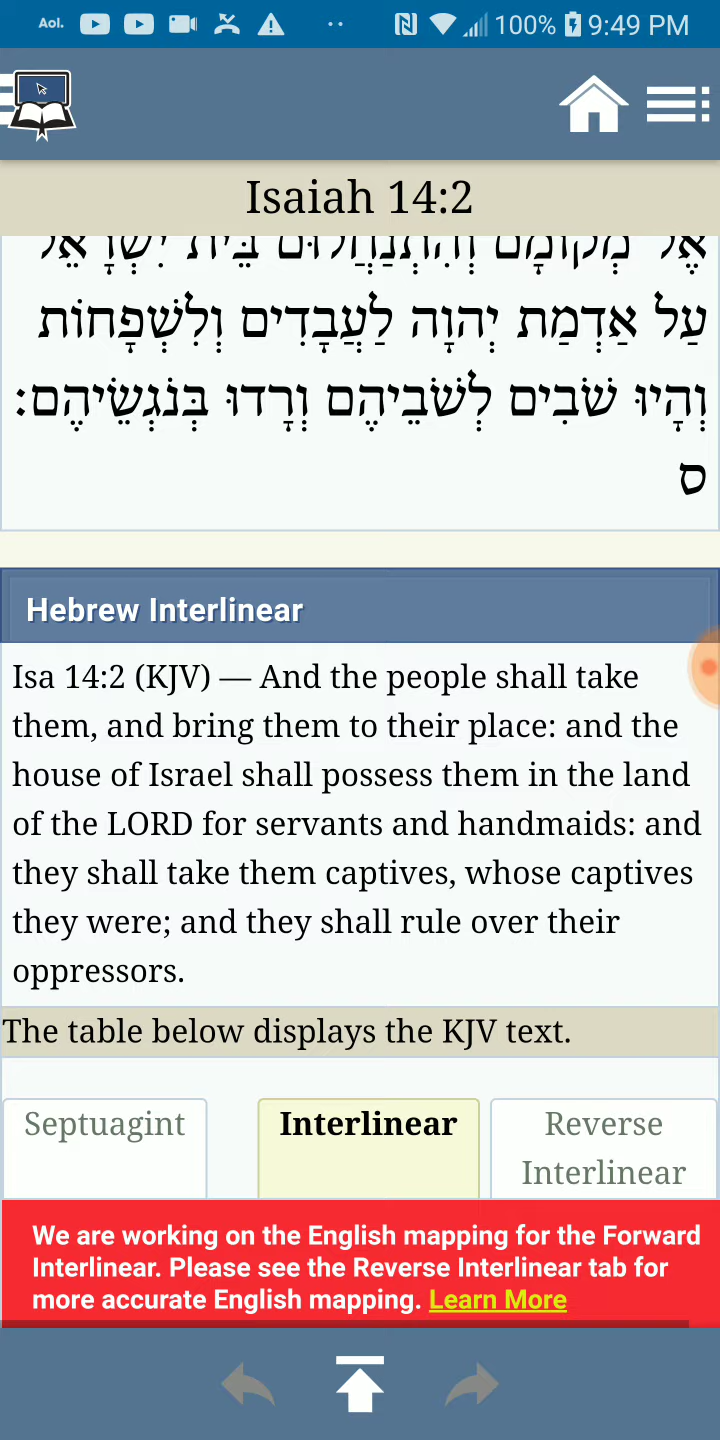 Aol.
100% 9:49 PM
Isaiah 14:2
אֶל מְקוֹמָם וְהִתְנַחֲלוּם בֵּית יִשְׂרָאֵל
עַל אַדְמַת יְהוָה לַעֲבָדִים וְלִשְׁפָחוֹת
וְהָיוּ שֹׁבִים לְשֹׁבֵיהֶם וְרָדוּ בְּנֹגְשֵׂיהֶם׃
ס
Hebrew Interlinear
Isa 14:2 (KJV) — And the people shall take
them, and bring them to their place: and the
house of Israel shall possess them in the land
of the LORD for servants and handmaids: and
they shall take them captives, whose captives
they were; and they shall rule over their
oppressors.
The table below displays the KJV text.
Septuagint
Interlinear
Reverse
Interlinear
We are working on the English mapping for the Forward
Interlinear. Please see the Reverse Interlinear tab for
more accurate English mapping. Learn More